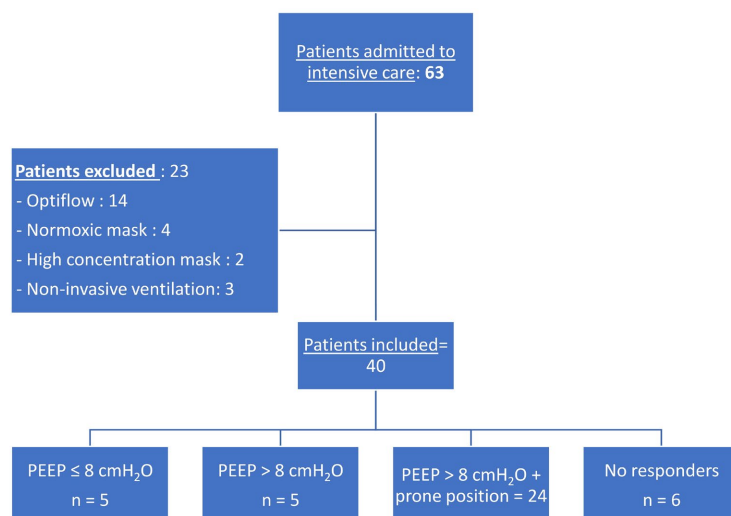 Patients admitted to
intensive care: 63
Patients excluded : 23
- Optiflow : 14
- Normoxic mask : 4
- High concentration mask : 2
- Non-invasive ventilation: 3
Patients included=
40
PEEP ≤ 8 cmH₂O
n = 5
PEEP > 8 cmH₂O
n = 5
PEEP > 8 cmH₂O +
prone position = 24
No responders
n = 6